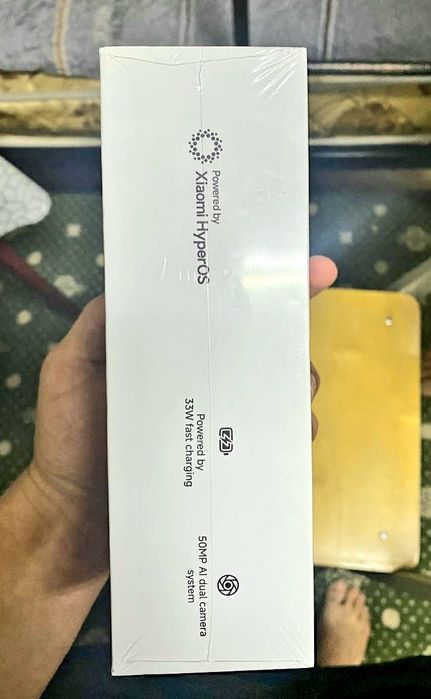 Powered by
Xiaomi HyperOS
Powered by
33W fast charging
50MP AI dual camera
system